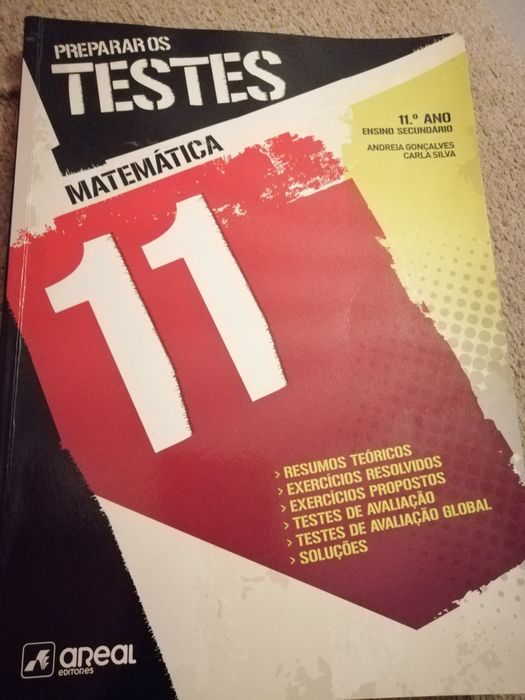 PREPARAR OS
TESTES
11.º ANO
ENSINO SECUNDÁRIO
ANDREIA GONÇALVES
CARLA SILVA
MATEMÁTICA
11
> RESUMOS TEÓRICOS
> EXERCÍCIOS RESOLVIDOS
> EXERCÍCIOS PROPOSTOS
> TESTES DE AVALIAÇÃO
> TESTES DE AVALIAÇÃO GLOBAL
> SOLUÇÕES
areal
EDITORES